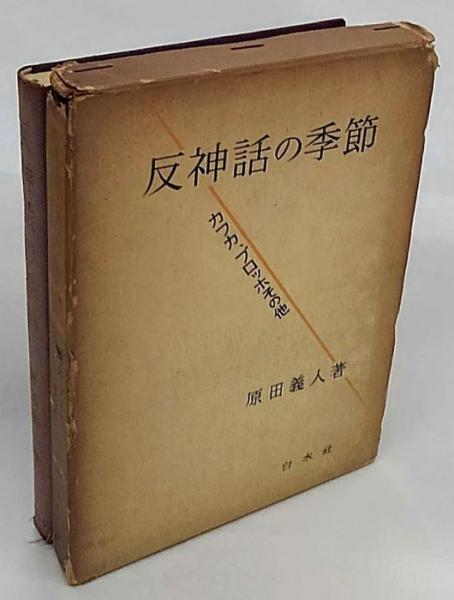 反神話の季節
カフカ、ブロッホその他
原田義人著
白水社